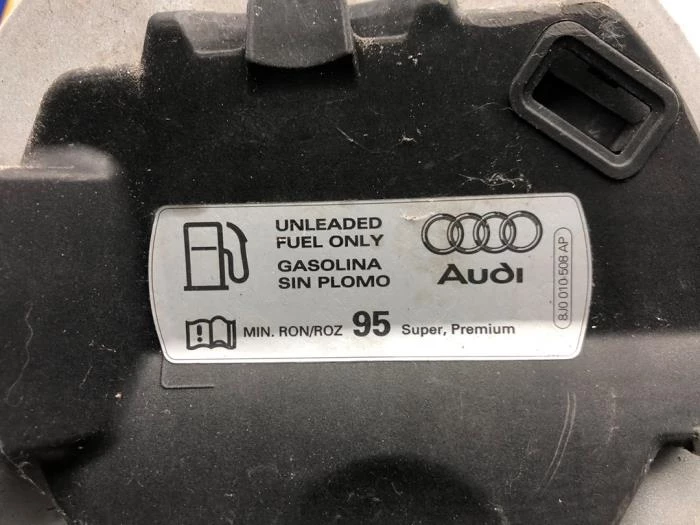 UNLEADED
FUEL ONLY
GASOLINA
SIN PLOMO
Audi
8J0 010 508 AP
MIN. RON/ROZ 95 Super, Premium